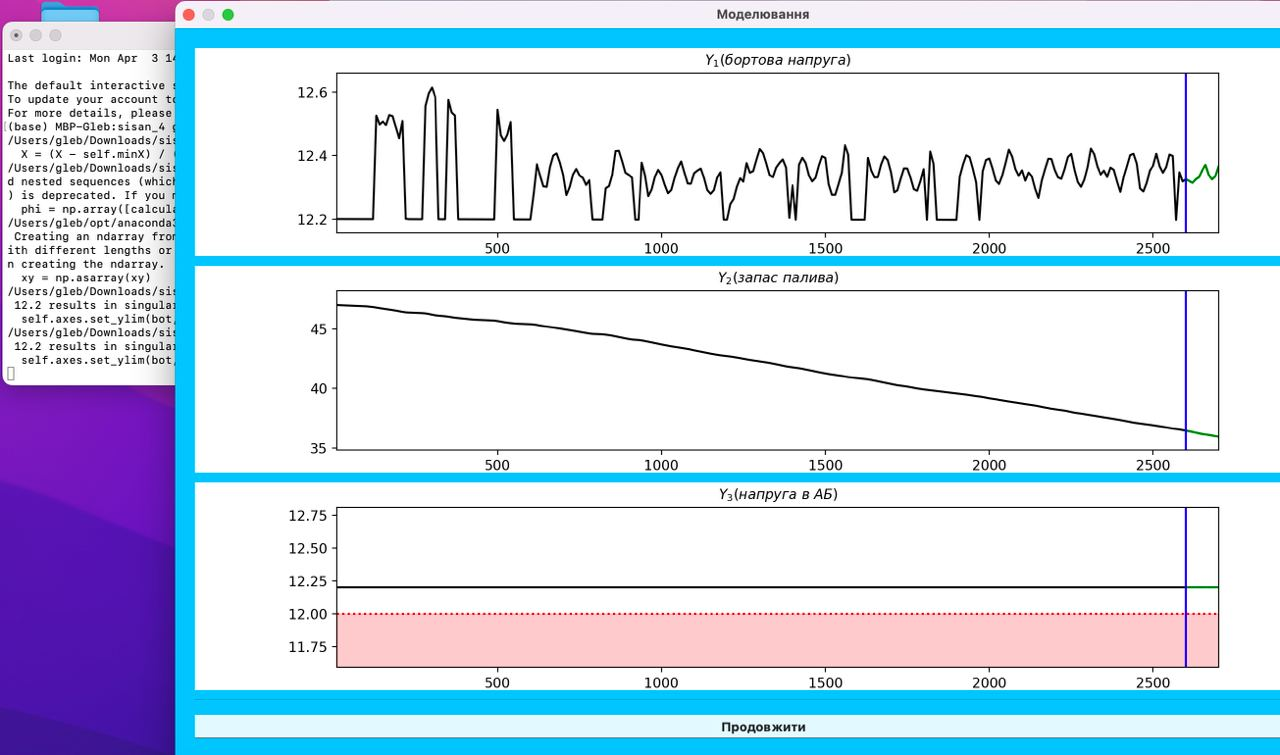 Моделювання
Last login: Mon Apr  3 14
The default interactive
To update your account to
For more details, please
(base) MBP-Gleb:sisan_4 g
/Users/gleb/Downloads/sis
X = (X - self.minX) /
/Users/gleb/Downloads/sis
d nested sequences (which
) is deprecated. If you
phi = np.array([calcula
/Users/gleb/opt/anaconda3
Creating an ndarray from
ith different lengths or
n creating the ndarray.
xy = np.asarray(xy)
/Users/gleb/Downloads/sis
12.2 results in singular
self.axes.set_ylim(bot,
/Users/gleb/Downloads/sis
12.2 results in singular
self.axes.set_ylim(bot,
Y₁(бортова напруга)
12.6
12.4
12.2
500 1000 1500 2000 2500
Y₂(запас палива)
45
40
35
500 1000 1500 2000 2500
Y₃(напруга в АБ)
12.75
12.50
12.25
12.00
11.75
500 1000 1500 2000 2500
Продовжити